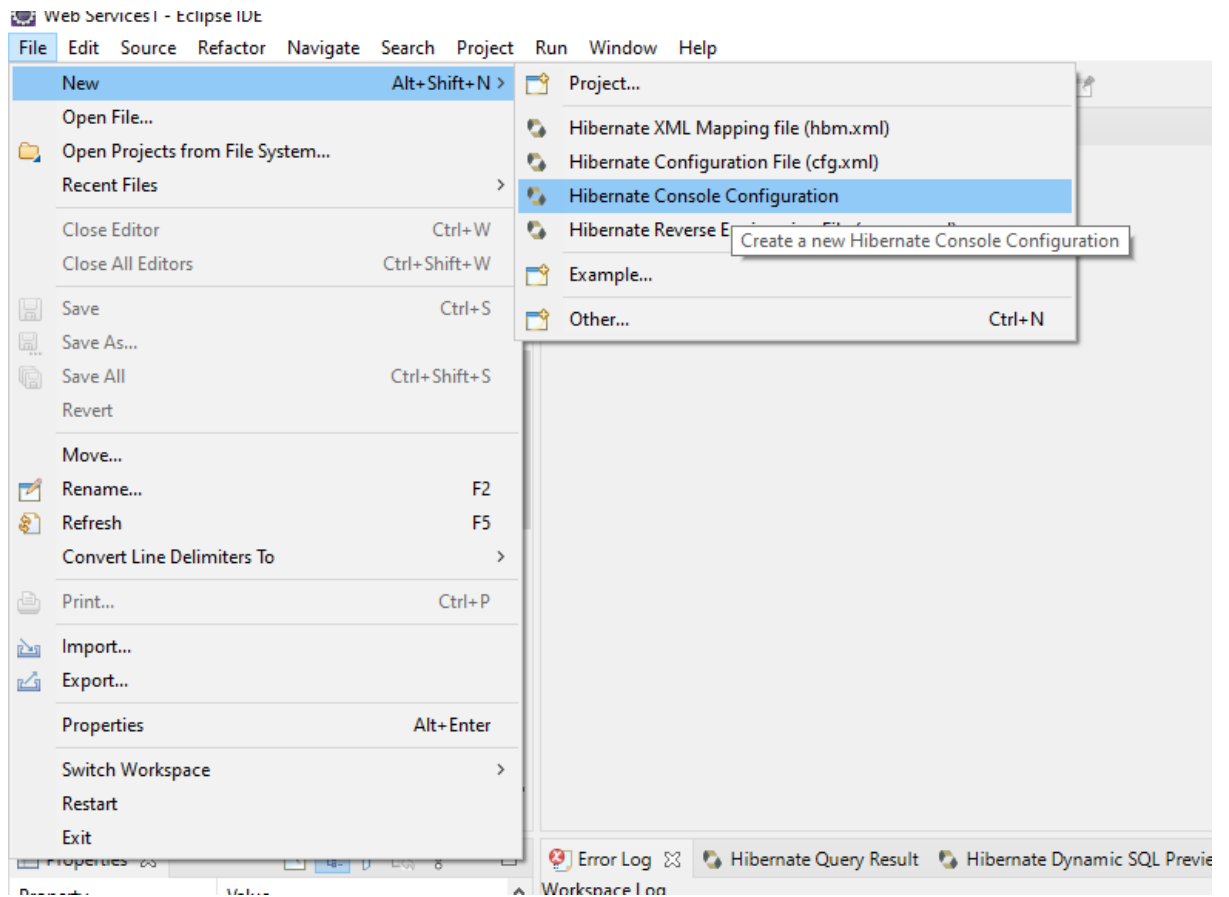 Web Services1 - Eclipse IDE
File Edit Source Refactor Navigate Search Project Run Window Help
New Alt+Shift+N >
Open File...
Open Projects from File System...
Recent Files >
Close Editor Ctrl+W
Close All Editors Ctrl+Shift+W
Save Ctrl+S
Save As...
Save All Ctrl+Shift+S
Revert
Move...
Rename... F2
Refresh F5
Convert Line Delimiters To >
Print... Ctrl+P
Import...
Export...
Properties Alt+Enter
Switch Workspace >
Restart
Exit
Project...
Hibernate XML Mapping file (hbm.xml)
Hibernate Configuration File (cfg.xml)
Hibernate Console Configuration
Hibernate Reverse
Create a new Hibernate Console Configuration
Example...
Other... Ctrl+N
Properties
Property Value
Error Log Hibernate Query Result Hibernate Dynamic SQL Previe
Workspace Log